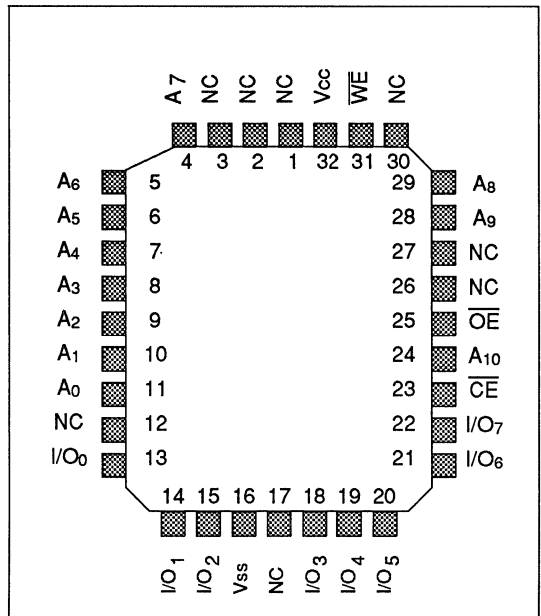 A7 NC NC NC Vcc WE NC
4 3 2 1 32 31 30
A6 5 29 A8
A5 6 28 A9
A4 7 27 NC
A3 8 26 NC
A2 9 25 OE
A1 10 24 A10
A0 11 23 CE
NC 12 22 I/O7
I/O0 13 21 I/O6
14 15 16 17 18 19 20
I/O1 I/O2 Vss NC I/O3 I/O4 I/O5